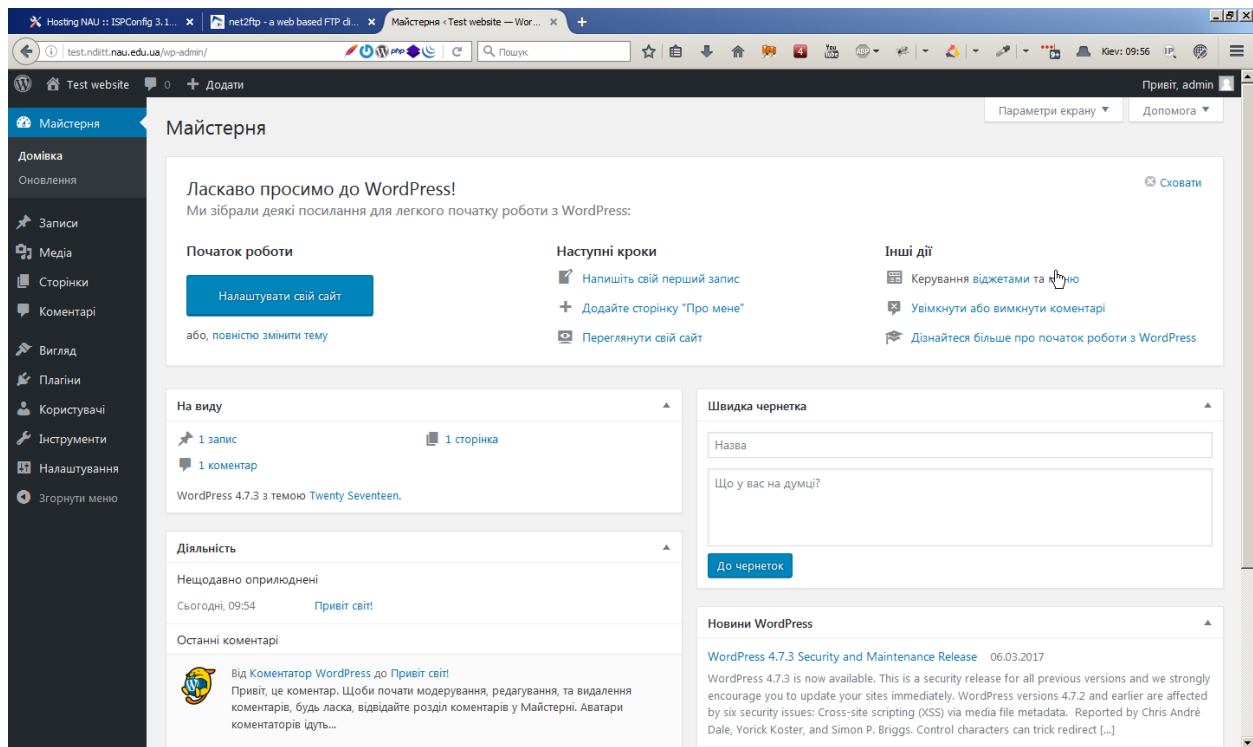 Hosting NAU :: ISPConfig 3.1...
net2ftp - a web based FTP cli...
Майстерня ‹ Test website — Wor...
test.ndiitt.nau.edu.ua/wp-admin/
php
Пошук
4
You
ABP
Kiev: 09:56
IP
Test website
0
Додати
Привіт, admin
Майстерня
Домівка
Оновлення
Записи
Медіа
Сторінки
Коментарі
Вигляд
Плагіни
Користувачі
Інструменти
Налаштування
Згорнути меню
Параметри екрану
Допомога
Майстерня
Ласкаво просимо до WordPress!
Сховати
Ми зібрали деякі посилання для легкого початку роботи з WordPress:
Початок роботи
Налаштувати свій сайт
або, повністю змінити тему
Наступні кроки
Напишіть свій перший запис
Додайте сторінку "Про мене"
Переглянути свій сайт
Інші дії
Керування віджетами та меню
Увімкнути або вимкнути коментарі
Дізнайтеся більше про початок роботи з WordPress
На виду
1 запис
1 сторінка
1 коментар
WordPress 4.7.3 з темою Twenty Seventeen.
Діяльність
Нещодавно оприлюднені
Сьогодні, 09:54
Привіт світ!
Останні коментарі
Від Коментатор WordPress до Привіт світ!
Привіт, це коментар. Щоби почати модерування, редагування, та видалення
коментарів, будь ласка, відвідайте розділ коментарів у Майстерні. Аватари
коментаторів ідуть...
Швидка чернетка
Назва
Що у вас на думці?
До чернеток
Новини WordPress
WordPress 4.7.3 Security and Maintenance Release 06.03.2017
WordPress 4.7.3 is now available. This is a security release for all previous versions and we strongly
encourage you to update your sites immediately. WordPress versions 4.7.2 and earlier are affected
by six security issues: Cross-site scripting (XSS) via media file metadata. Reported by Chris Andrè
Dale, Yorick Koster, and Simon P. Briggs. Control characters can trick redirect [...]